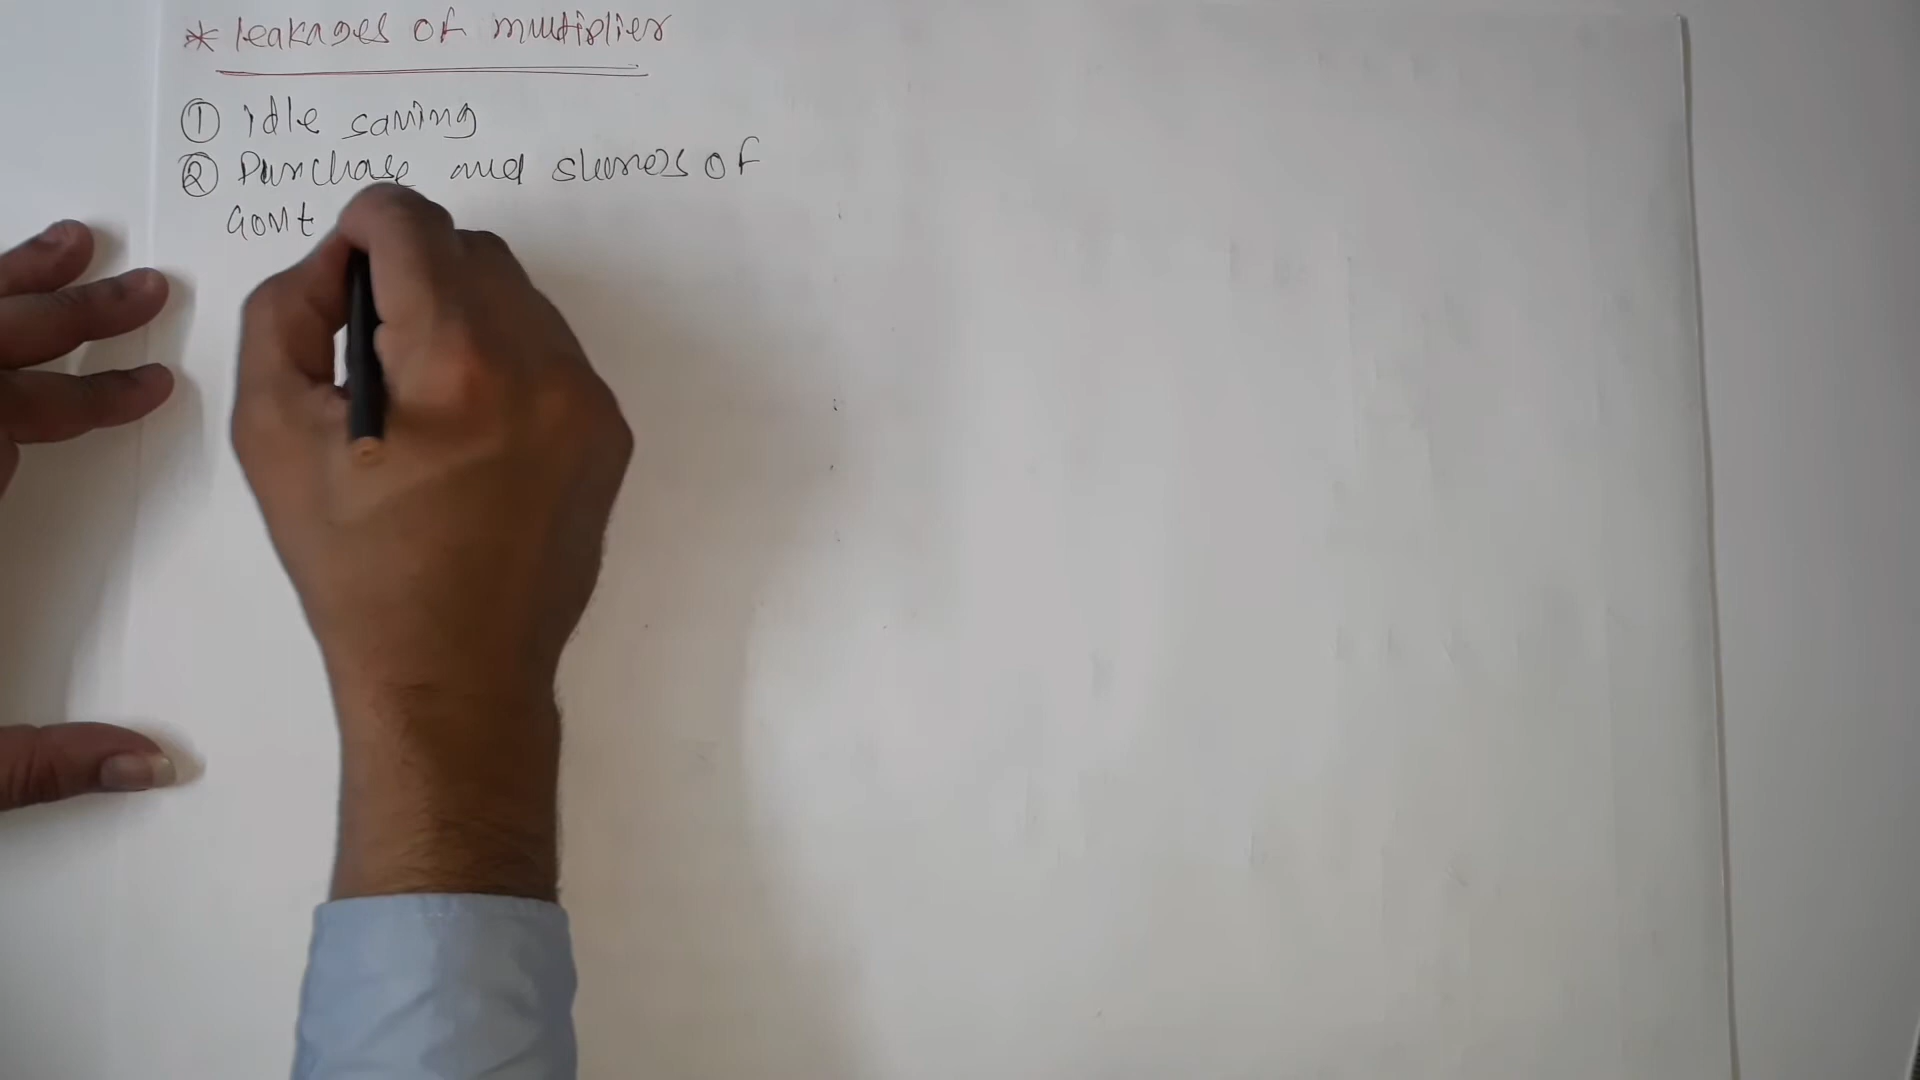 * leakages of multiplier
① Idle saving
② Purchase and shares of
Govt